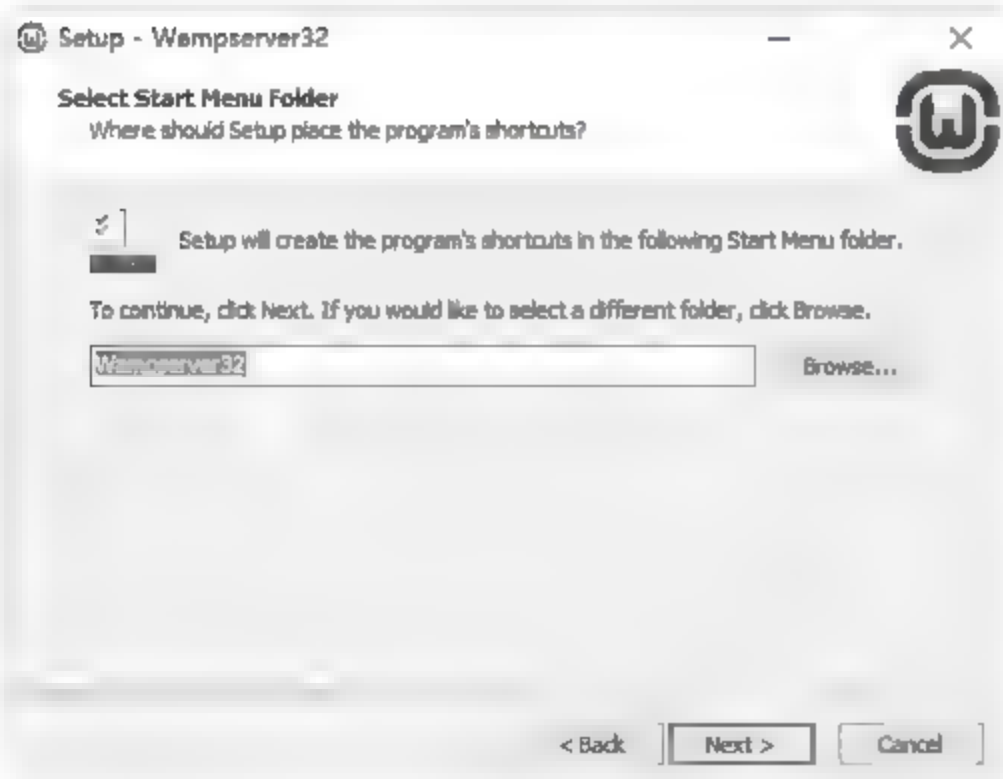 Setup - Wampserver32
Select Start Menu Folder
Where should Setup place the program's shortcuts?
W
Setup will create the program's shortcuts in the following Start Menu folder.
To continue, click Next. If you would like to select a different folder, click Browse.
Wampserver32
Browse...
< Back
Next >
Cancel